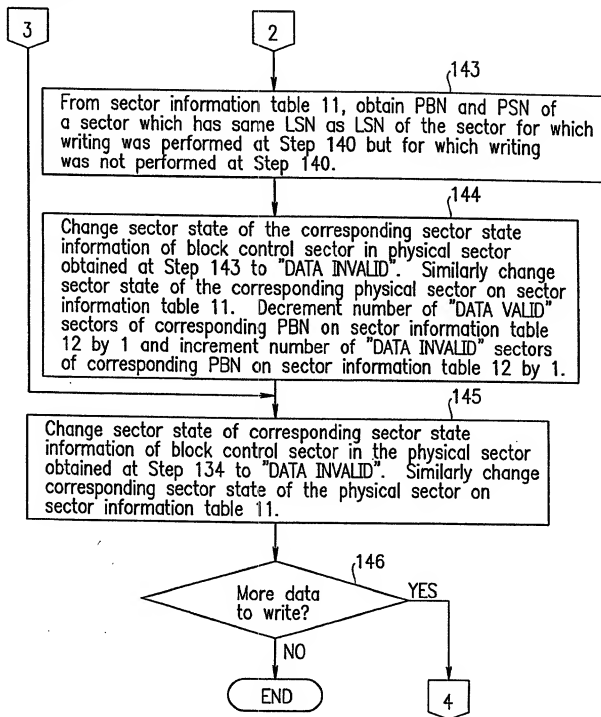 3
2
143
From sector information table 11, obtain PBN and PSN of
a sector which has same LSN as LSN of the sector for which
writing was performed at Step 140 but for which writing
was not performed at Step 140.
144
Change sector state of the corresponding sector state
information of block control sector in physical sector
obtained at Step 143 to "DATA INVALID". Similarly change
sector state of the corresponding physical sector on sector
information table 11. Decrement number of "DATA VALID"
sectors of corresponding PBN on sector information table
12 by 1 and increment number of "DATA INVALID" sectors
of corresponding PBN on sector information table 12 by 1.
145
Change sector state of corresponding sector state
information of block control sector in the physical sector
obtained at Step 134 to "DATA INVALID". Similarly change
corresponding sector state of the physical sector on
sector information table 11.
146
More data
to write?
YES
NO
END
4